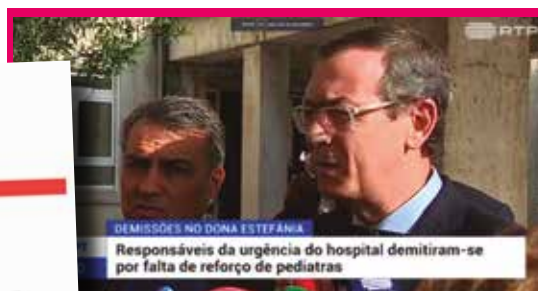 RTP
DEMISSÕES NO DONA ESTEFÂNIA
Responsáveis da urgência do hospital demitiram-se
por falta de reforço de pediatras